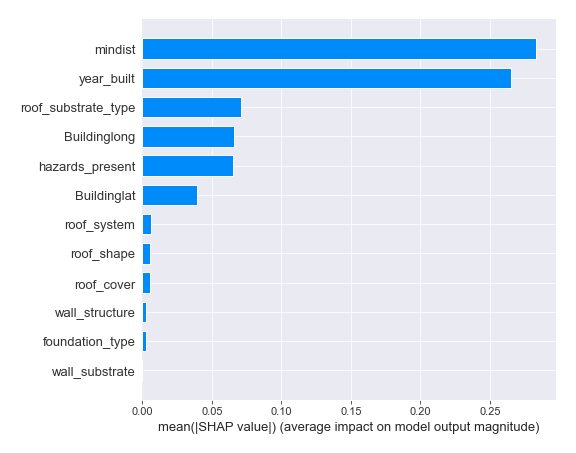 mindist
year_built
roof_substrate_type
Buildinglong
hazards_present
Buildinglat
roof_system
roof_shape
roof_cover
wall_structure
foundation_type
wall_substrate
0.00 0.05 0.10 0.15 0.20 0.25
mean(|SHAP value|) (average impact on model output magnitude)